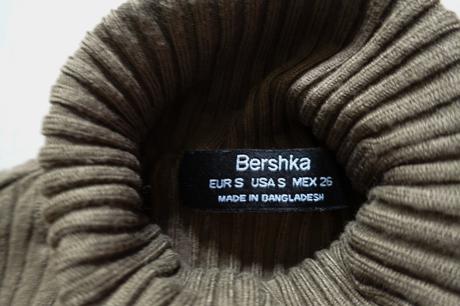 Bershka
EUR S USA S MEX 26
MADE IN BANGLADESH